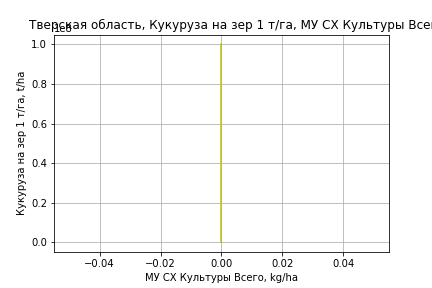 Тверская область, Кукуруза на зер 1 т/га, МУ СХ Культуры Все
1e6
1.0
0.8
0.6
0.4
0.2
0.0
Кукуруза на зер 1 т/га, t/ha
−0.04 −0.02 0.00 0.02 0.04
МУ СХ Культуры Всего, kg/ha